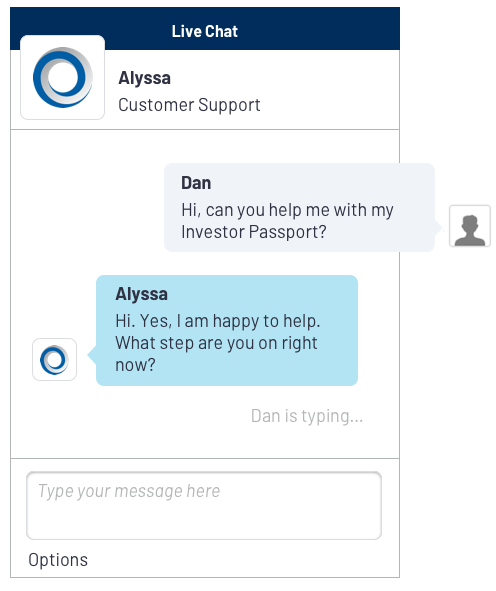 Live Chat
Alyssa
Customer Support
Dan
Hi, can you help me with my
Investor Passport?
Alyssa
Hi. Yes, I am happy to help.
What step are you on right
now?
Dan is typing...
Type your message here
Options